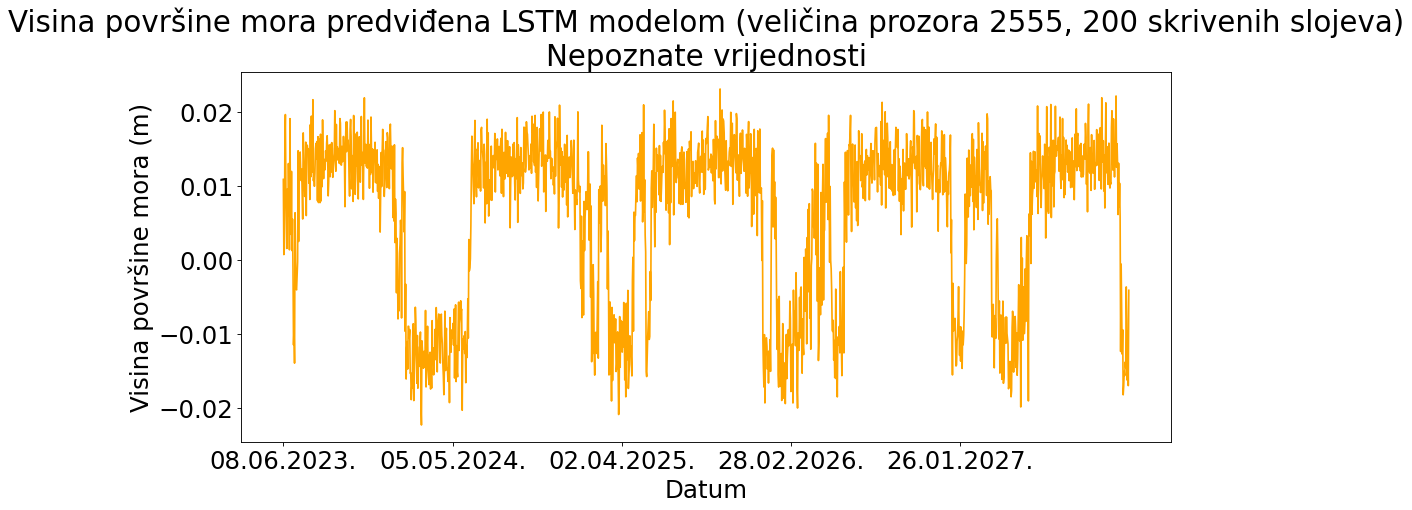 Visina površine mora predviđena LSTM modelom (veličina prozora 2555, 200 skrivenih slojeva)
Nepoznate vrijednosti
Visina površine mora (m)
0.02
0.01
0.00
−0.01
−0.02
08.06.2023. 05.05.2024. 02.04.2025. 28.02.2026. 26.01.2027.
Datum